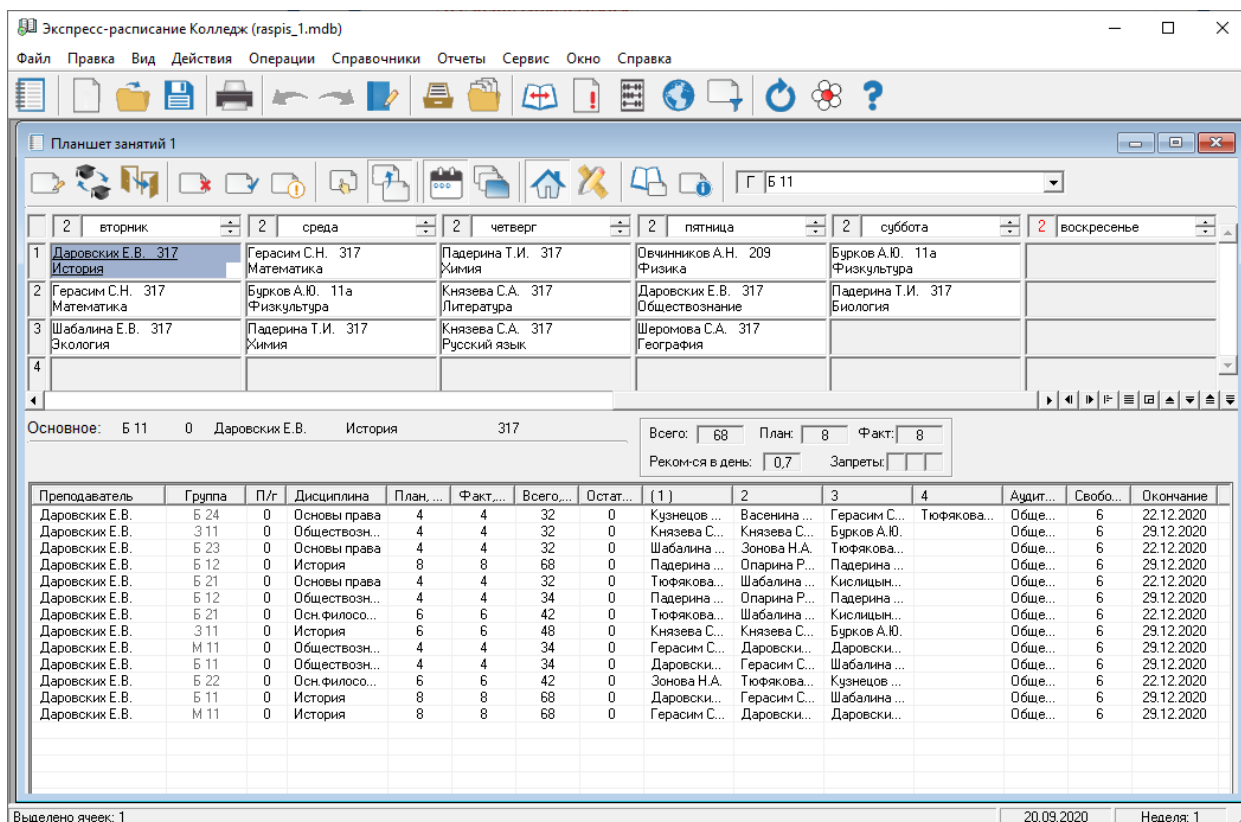 Экспресс-расписание Колледж (raspis_1.mdb)
Файл Правка Вид Действия Операции Справочники Отчеты Сервис Окно Справка
Планшет занятий 1
Г Б 11
2 вторник 2 среда 2 четверг 2 пятница 2 суббота 2 воскресенье
1 Даровских Е.В. 317 Герасим С.Н. 317 Падерина Т.И. 317 Овчинников А.Н. 209 Бурков А.Ю. 11а
История Математика Химия Физика Физкультура
2 Герасим С.Н. 317 Бурков А.Ю. 11а Князева С.А. 317 Даровских Е.В. 317 Падерина Т.И. 317
Математика Физкультура Литература Обществознание Биология
3 Шабалина Е.В. 317 Падерина Т.И. 317 Князева С.А. 317 Шеромова С.А. 317
Экология Химия Русский язык География
4
Основное: Б 11 0 Даровских Е.В. История 317
Всего: 68 План: 8 Факт: 8
Реком-ся в день: 0,7 Запреты:
Преподаватель Группа П/г Дисциплина План, ... Факт,... Всего,... Остат... ( 1 ) 2 3 4 Аудит... Свобо... Окончание
Даровских Е.В. Б 24 0 Основы права 4 4 32 0 Кузнецов ... Васенина ... Герасим С... Тюфякова... Обще... 6 22.12.2020
Даровских Е.В. З 11 0 Обществозн... 4 4 32 0 Князева С... Князева С... Бурков А.Ю. Обще... 6 29.12.2020
Даровских Е.В. Б 23 0 Основы права 4 4 32 0 Шабалина ... Зонова Н.А. Тюфякова... Обще... 6 22.12.2020
Даровских Е.В. Б 12 0 История 8 8 68 0 Падерина ... Опарина Р... Падерина ... Обще... 6 29.12.2020
Даровских Е.В. Б 21 0 Основы права 4 4 32 0 Тюфякова... Шабалина ... Кислицын... Обще... 6 22.12.2020
Даровских Е.В. Б 12 0 Обществозн... 4 4 34 0 Падерина ... Опарина Р... Падерина ... Обще... 6 29.12.2020
Даровских Е.В. Б 21 0 Осн.филосо... 6 6 42 0 Тюфякова... Шабалина ... Кислицын... Обще... 6 22.12.2020
Даровских Е.В. З 11 0 История 6 6 48 0 Князева С... Князева С... Бурков А.Ю. Обще... 6 29.12.2020
Даровских Е.В. М 11 0 Обществозн... 4 4 34 0 Герасим С... Даровски... Даровски... Обще... 6 29.12.2020
Даровских Е.В. Б 11 0 Обществозн... 4 4 34 0 Даровски... Герасим С... Шабалина ... Обще... 6 29.12.2020
Даровских Е.В. Б 22 0 Осн.филосо... 6 6 42 0 Зонова Н.А. Тюфякова... Кузнецов ... Обще... 6 22.12.2020
Даровских Е.В. Б 11 0 История 8 8 68 0 Даровски... Герасим С... Шабалина ... Обще... 6 29.12.2020
Даровских Е.В. М 11 0 История 8 8 68 0 Герасим С... Даровски... Даровски... Обще... 6 29.12.2020
Выделено ячеек: 1 20.09.2020 Неделя: 1